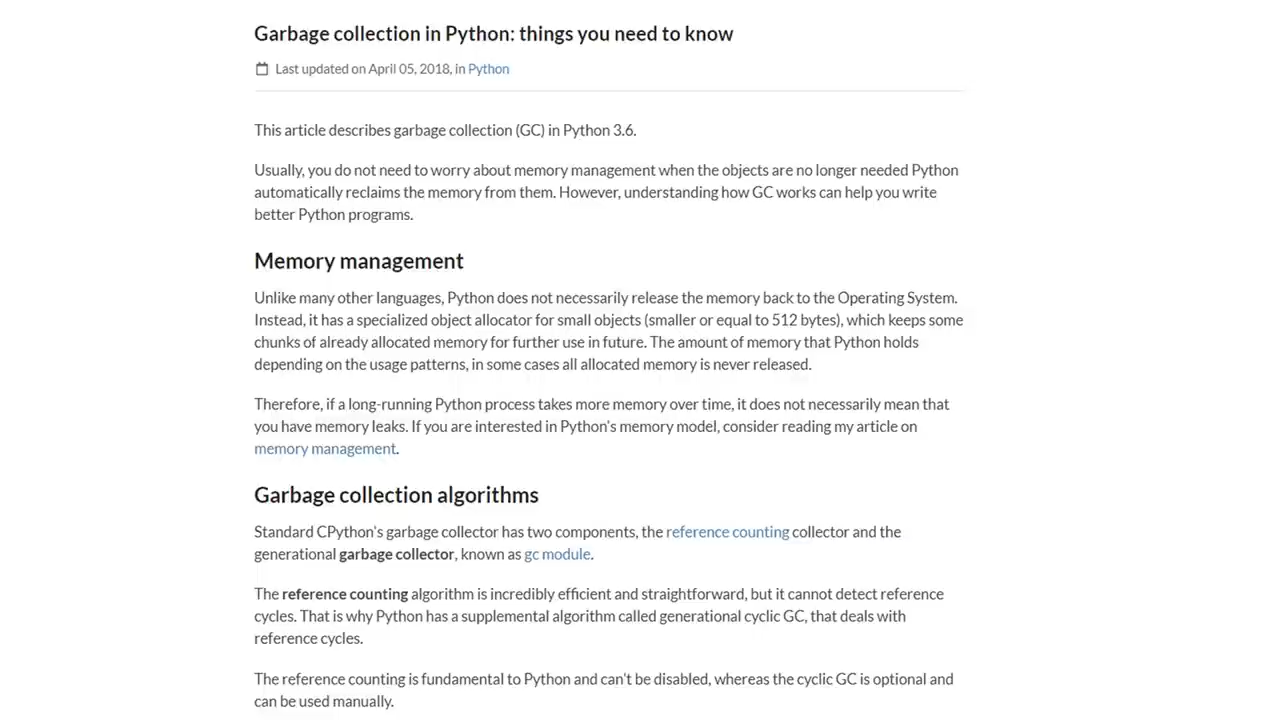 Garbage collection in Python: things you need to know
Last updated on April 05, 2018, in Python
This article describes garbage collection (GC) in Python 3.6.
Usually, you do not need to worry about memory management when the objects are no longer needed Python
automatically reclaims the memory from them. However, understanding how GC works can help you write
better Python programs.
Memory management
Unlike many other languages, Python does not necessarily release the memory back to the Operating System.
Instead, it has a specialized object allocator for small objects (smaller or equal to 512 bytes), which keeps some
chunks of already allocated memory for further use in future. The amount of memory that Python holds
depending on the usage patterns, in some cases all allocated memory is never released.
Therefore, if a long-running Python process takes more memory over time, it does not necessarily mean that
you have memory leaks. If you are interested in Python's memory model, consider reading my article on
memory management.
Garbage collection algorithms
Standard CPython's garbage collector has two components, the reference counting collector and the
generational garbage collector, known as gc module.
The reference counting algorithm is incredibly efficient and straightforward, but it cannot detect reference
cycles. That is why Python has a supplemental algorithm called generational cyclic GC, that deals with
reference cycles.
The reference counting is fundamental to Python and can't be disabled, whereas the cyclic GC is optional and
can be used manually.